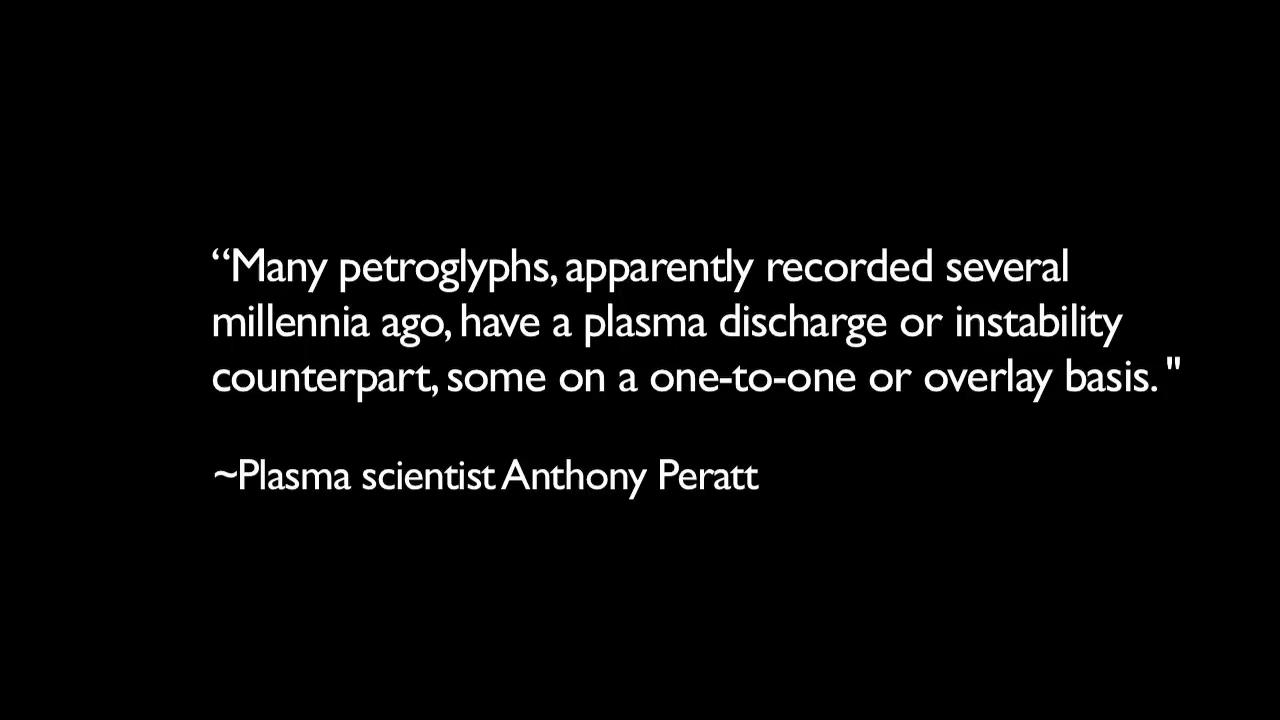 “Many petroglyphs, apparently recorded several
millennia ago, have a plasma discharge or instability
counterpart, some on a one-to-one or overlay basis. "
~Plasma scientist Anthony Peratt